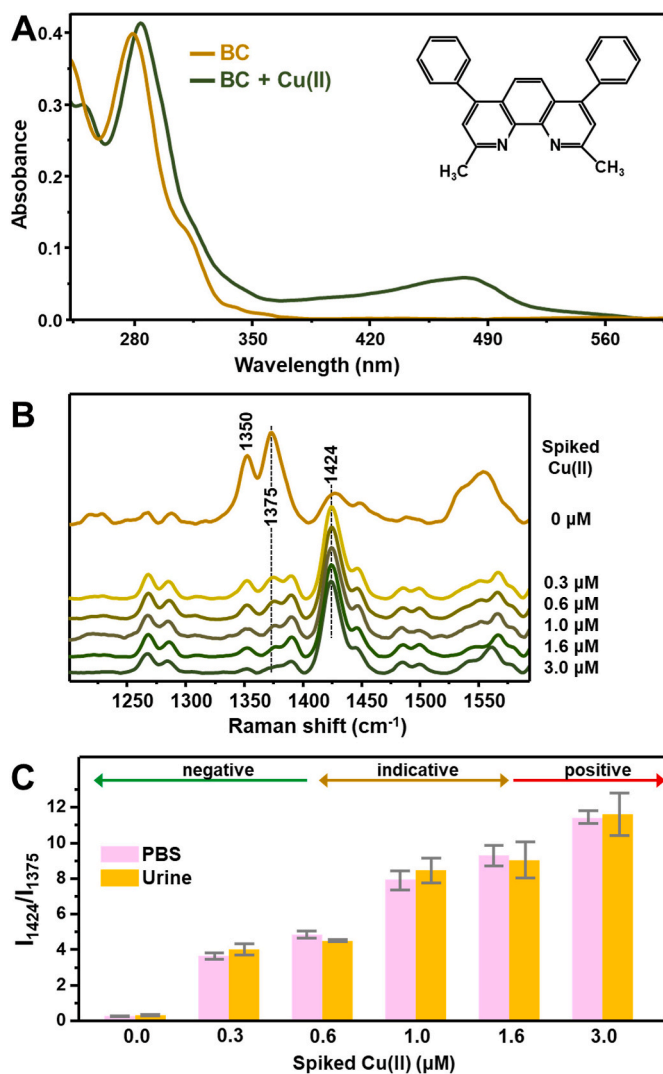 A
BC
BC + Cu(II)
H₃C
N
N
CH₃
Absobance
0.4
0.3
0.2
0.1
0.0
280
350
420
490
560
Wavelength (nm)
B
1350
1375
1424
Spiked
Cu(II)
0 µM
0.3 µM
0.6 µM
1.0 µM
1.6 µM
3.0 µM
1250
1300
1350
1400
1450
1500
1550
Raman shift (cm⁻¹)
C
negative
indicative
positive
PBS
Urine
I₁₄₂₄/I₁₃₇₅
12
10
8
6
4
2
0
0.0
0.3
0.6
1.0
1.6
3.0
Spiked Cu(II) (µM)